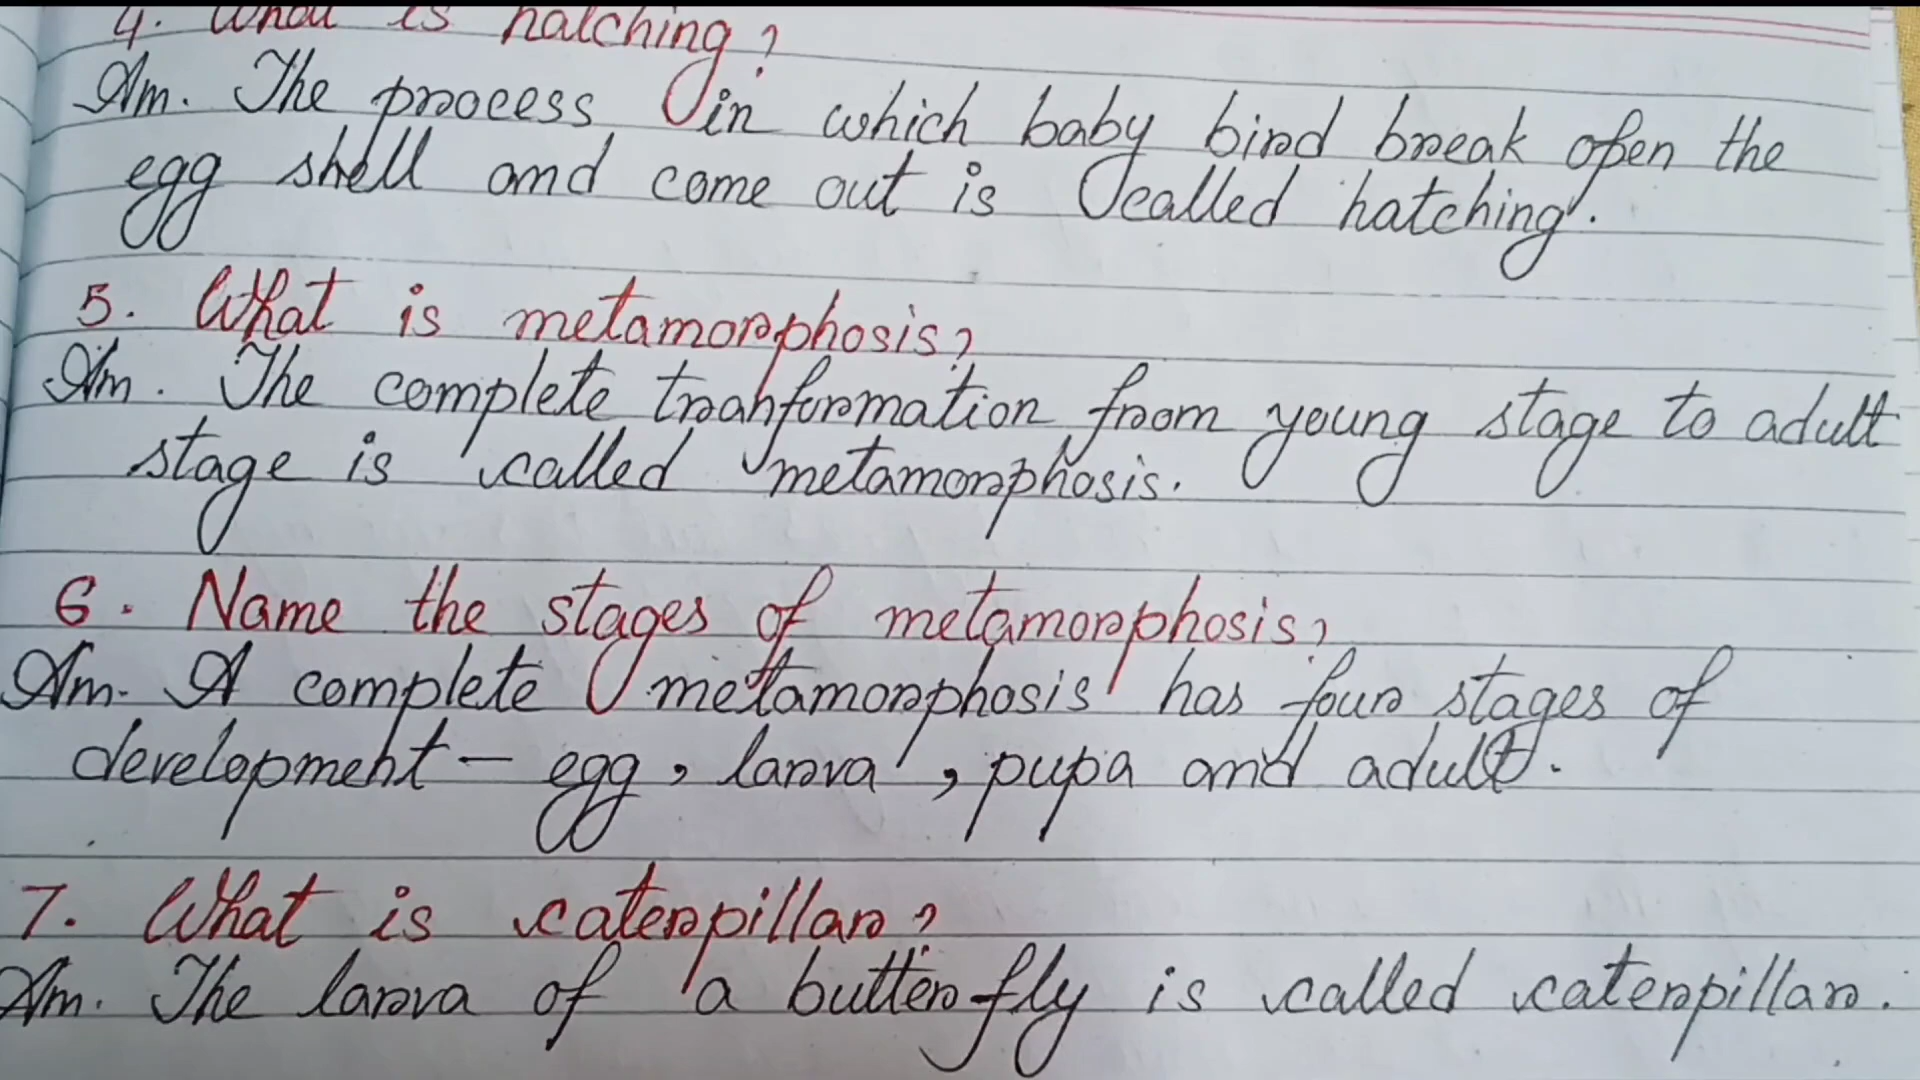 4. What is hatching?
Ans. The process in which baby bird break open the
egg shell and come out is called hatching.
5. What is metamorphosis?
Ans. The complete tranformation from young stage to adult
stage is called metamorphosis.
6. Name the stages of metamorphosis?
Ans. A complete metamorphosis has four stages of
development - egg, larva, pupa and adult.
7. What is caterpillar?
Ans. The larva of a butterfly is called caterpillar.